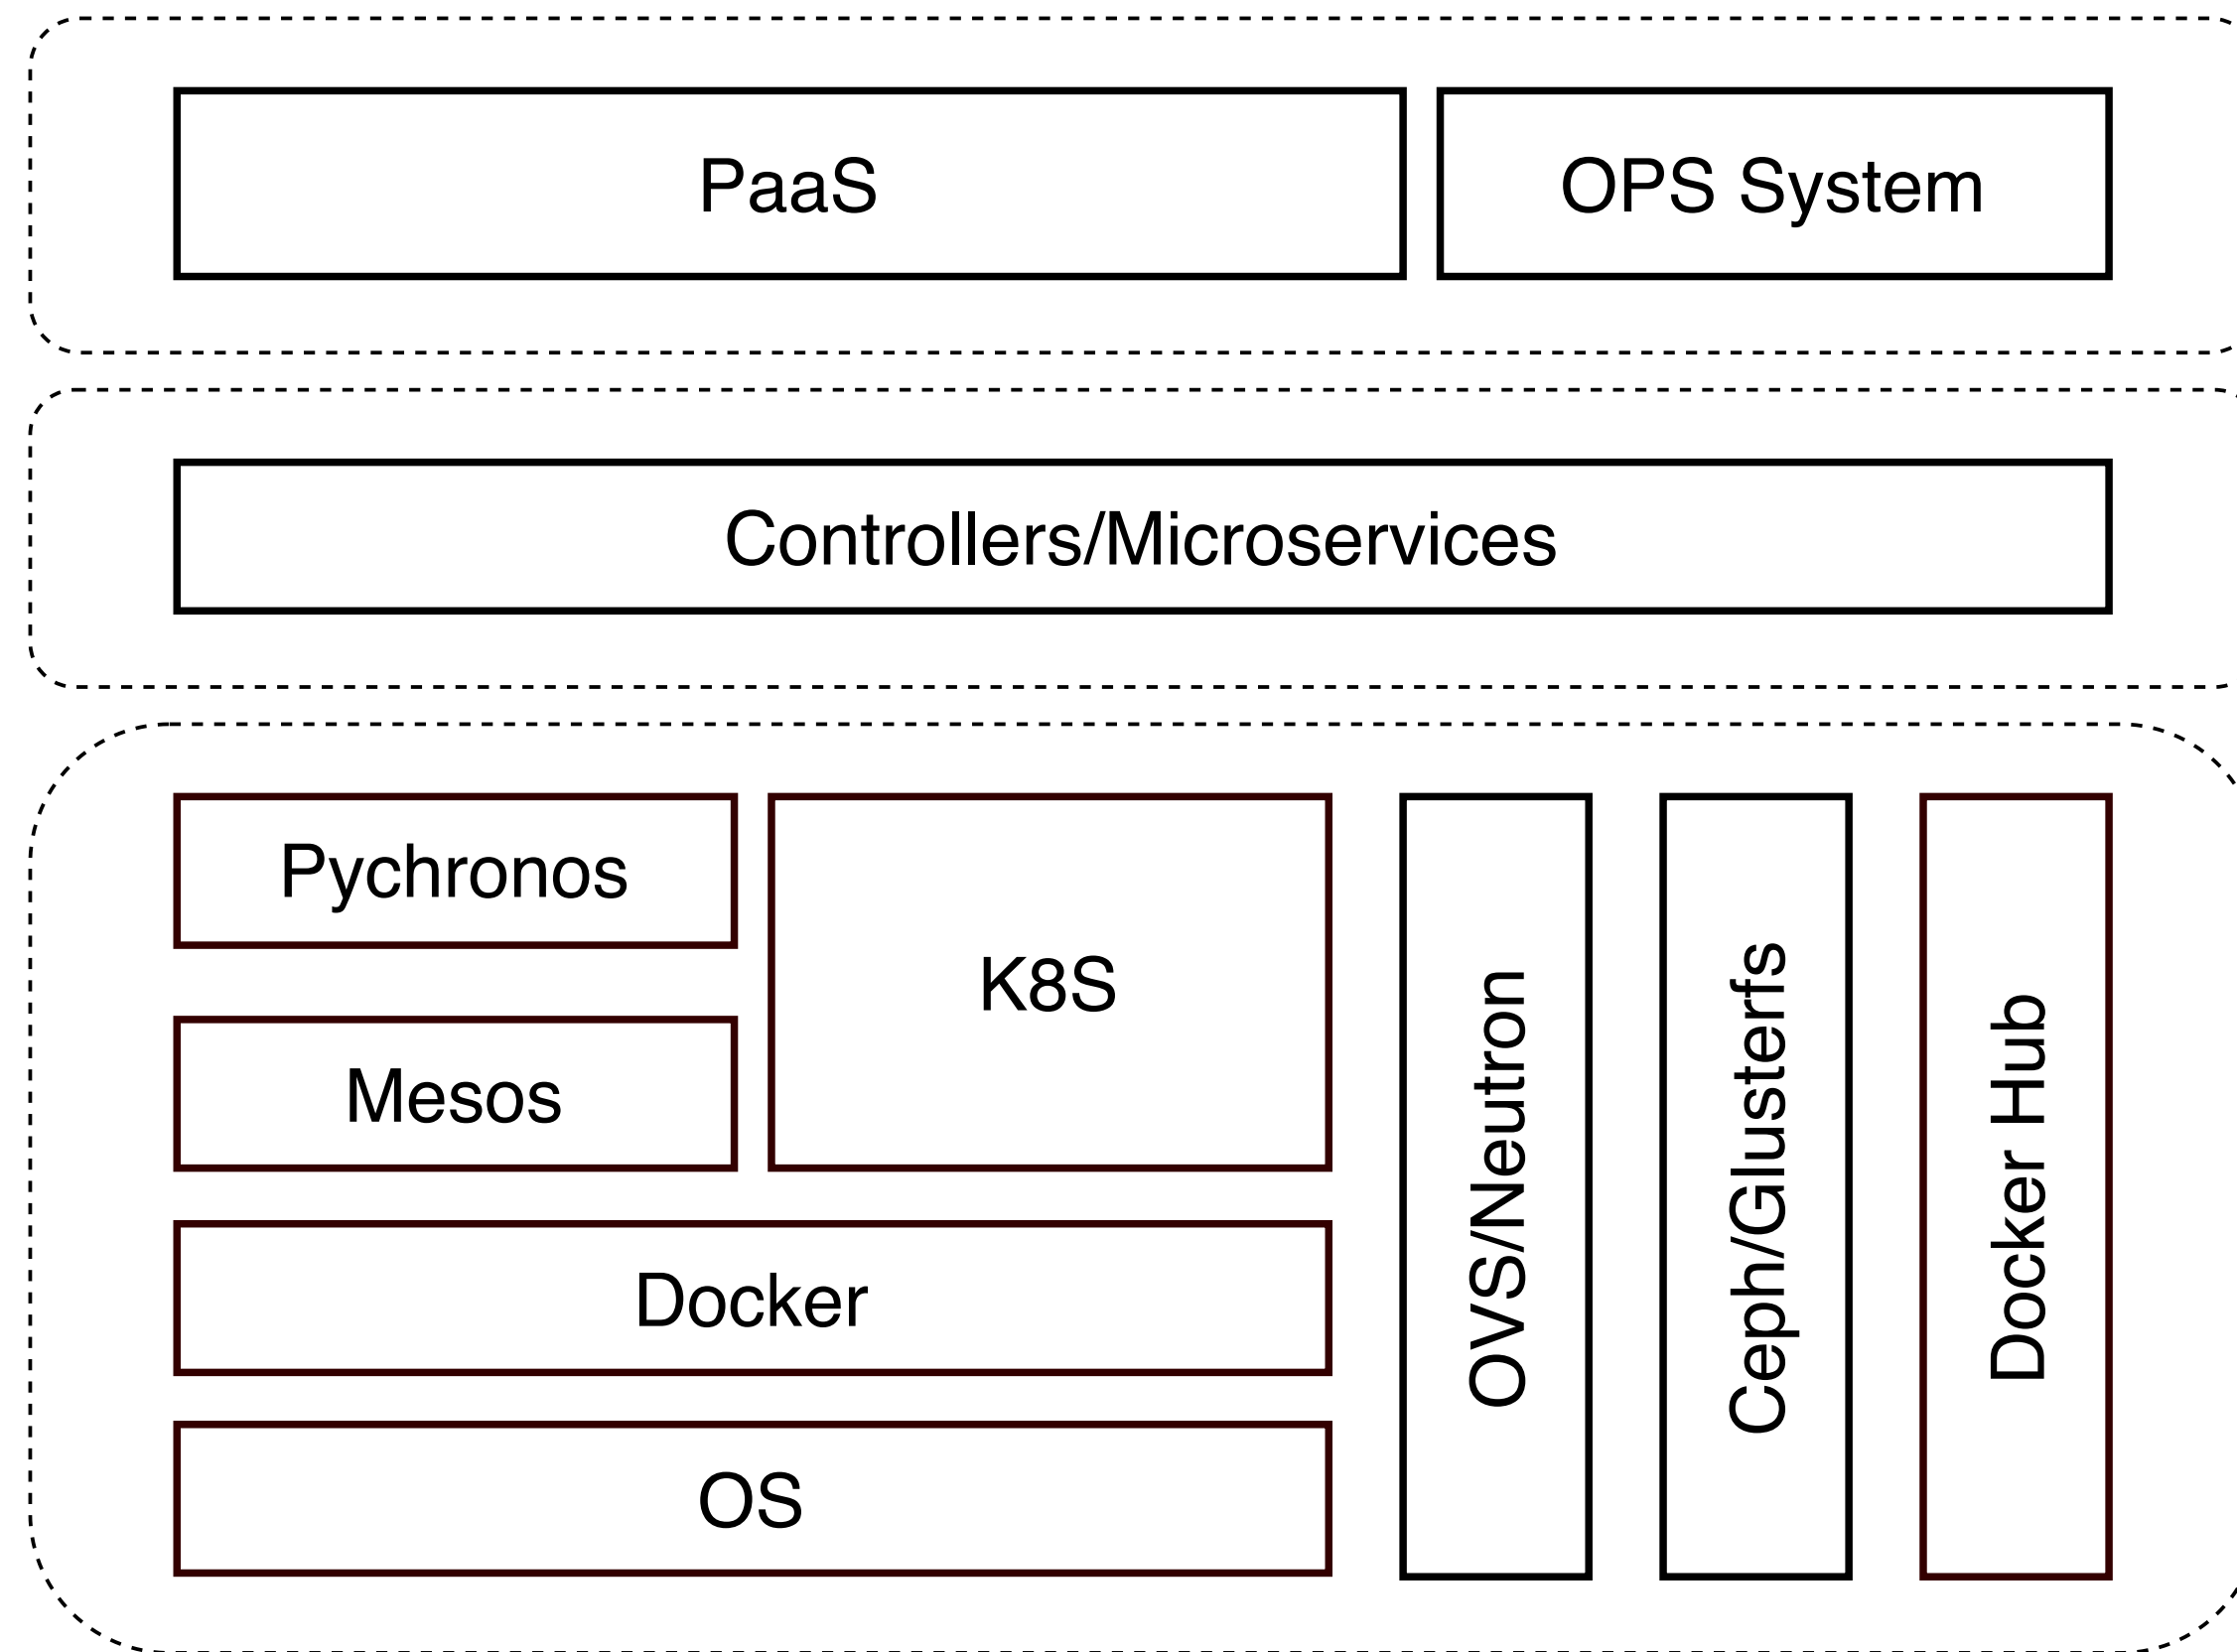 PaaS
OPS System
Controllers/Microservices
Pychronos
K8S
Mesos
Docker
OS
OVS/Neutron
Ceph/Glusterfs
Docker Hub